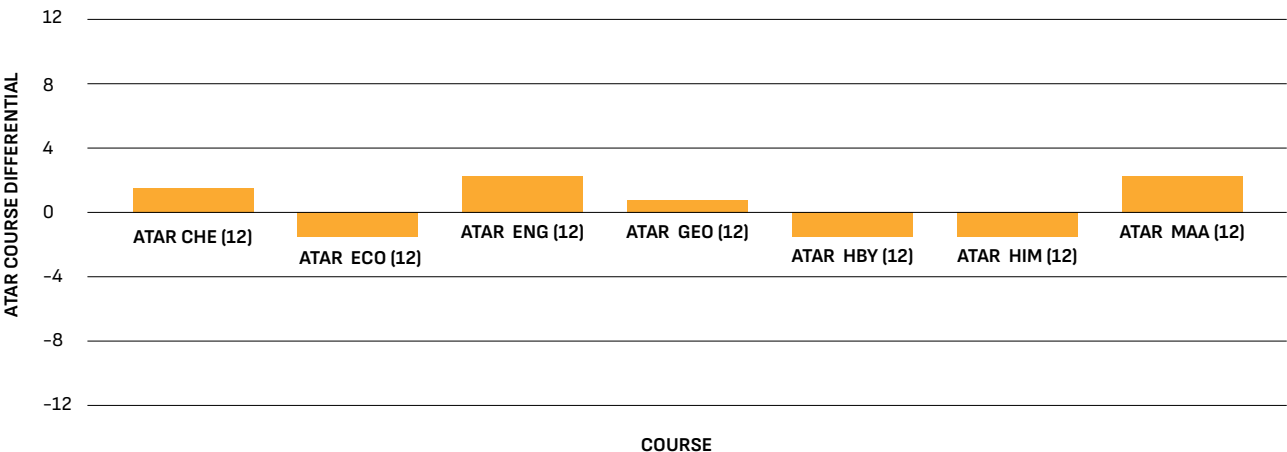 12
8
4
0
-4
-8
-12
ATAR COURSE DIFFERENTIAL
ATAR CHE (12)
ATAR ECO (12)
ATAR ENG (12)
ATAR GEO (12)
ATAR HBY (12)
ATAR HIM (12)
ATAR MAA (12)
COURSE